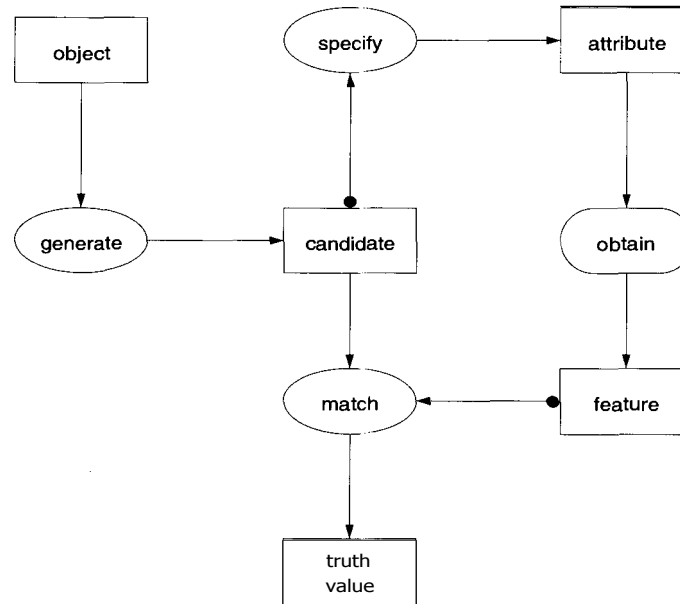 object
specify
attribute
generate
candidate
obtain
match
feature
truth
value